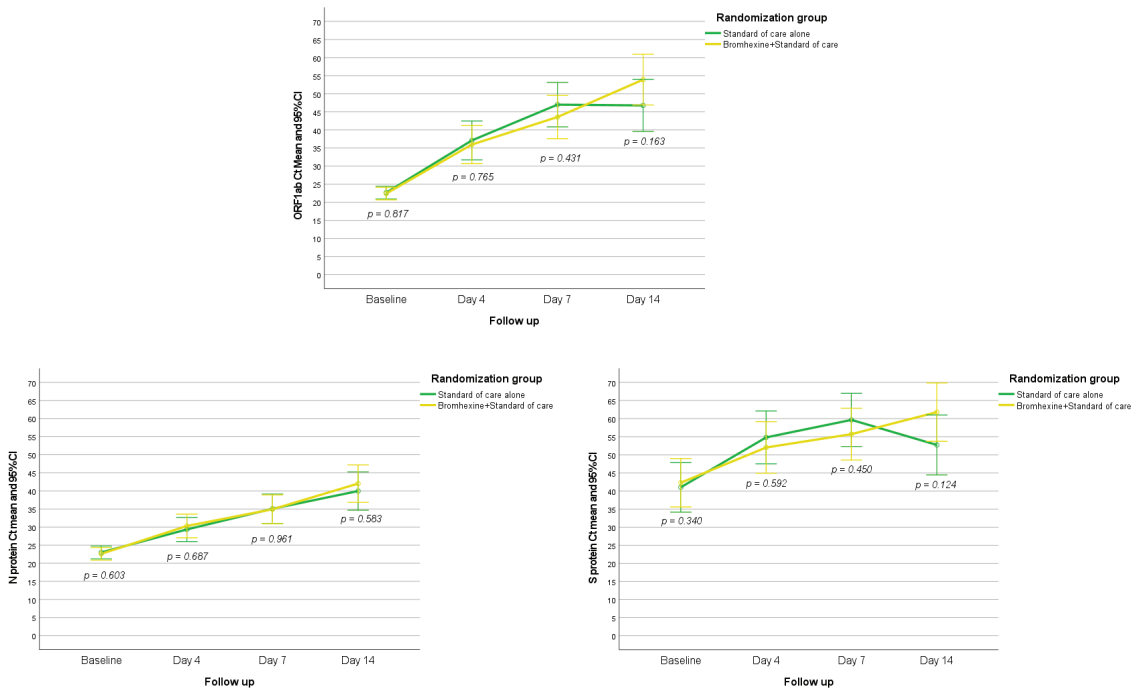 Randomization group
Standard of care alone
Bromhexine+Standard of care
ORF1ab Ct Mean and 95%CI
70
65
60
55
50
45
40
35
30
25
20
15
10
5
0
p = 0.817
p = 0.765
p = 0.431
p = 0.163
Baseline
Day 4
Day 7
Day 14
Follow up
Randomization group
Standard of care alone
Bromhexine+Standard of care
N protein Ct mean and 95%CI
70
65
60
55
50
45
40
35
30
25
20
15
10
5
0
p = 0.603
p = 0.687
p = 0.961
p = 0.583
Baseline
Day 4
Day 7
Day 14
Follow up
Randomization group
Standard of care alone
Bromhexine+Standard of care
S protein Ct mean and 95%CI
70
65
60
55
50
45
40
35
30
25
20
15
10
5
0
p = 0.340
p = 0.592
p = 0.450
p = 0.124
Baseline
Day 4
Day 7
Day 14
Follow up